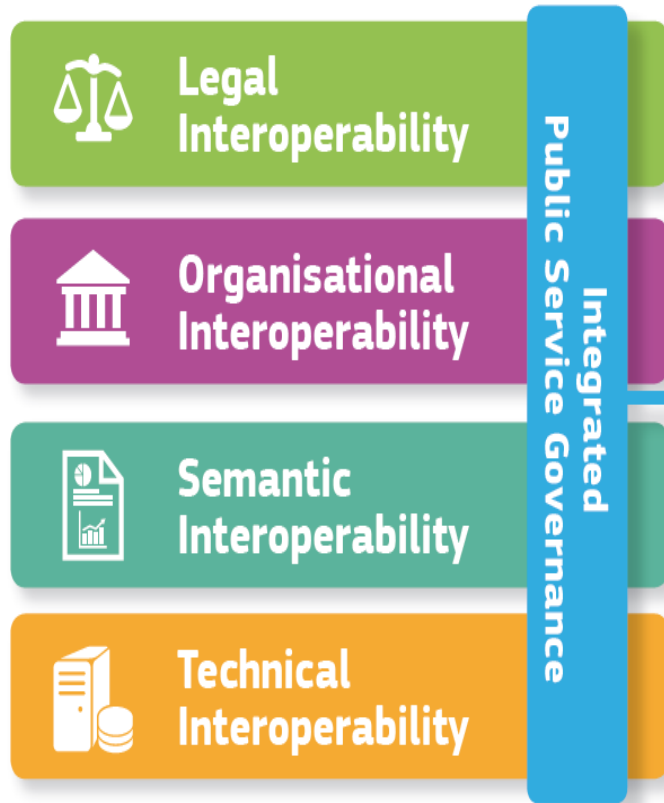 Legal
Interoperability
Organisational
Interoperability
Semantic
Interoperability
Technical
Interoperability
Integrated
Public Service Governance